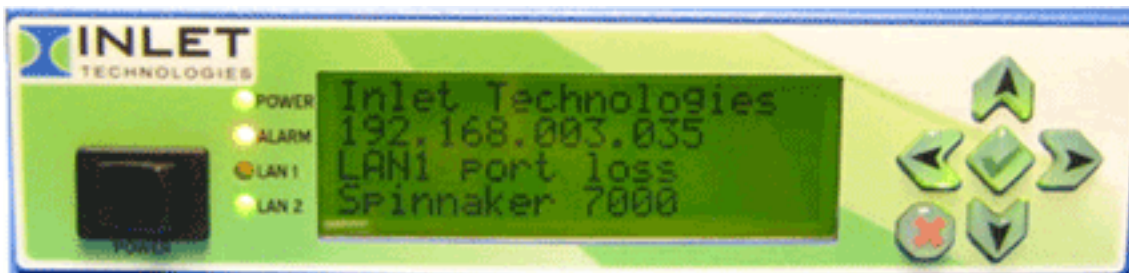 INLET
TECHNOLOGIES
POWER
ALARM
LAN 1
LAN 2
Inlet Technologies
192.168.003.035
LAN1 port loss
Spinnaker 7000
POWER